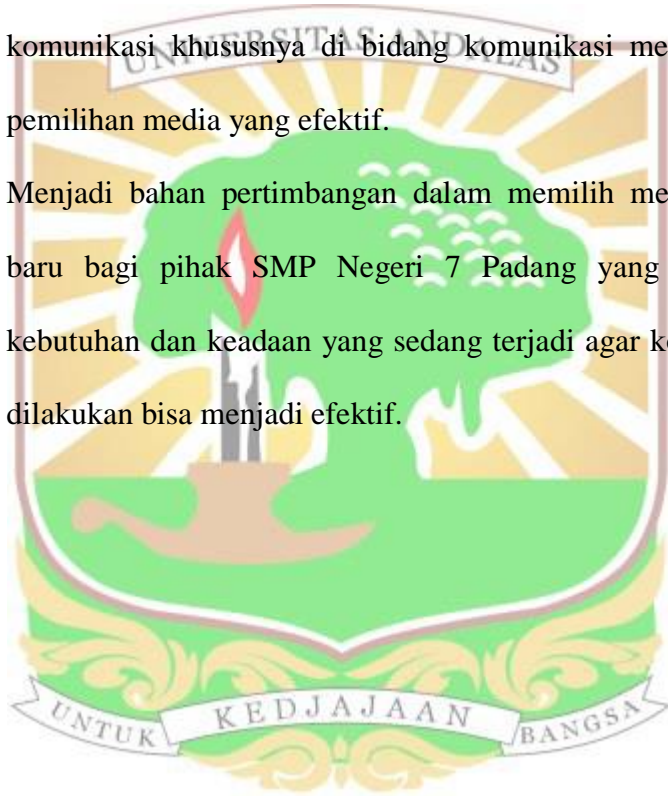 UNIVERSITAS ANDALAS
komunikasi khususnya di bidang komunikasi me
pemilihan media yang efektif.
Menjadi bahan pertimbangan dalam memilih me
baru bagi pihak SMP Negeri 7 Padang yang
kebutuhan dan keadaan yang sedang terjadi agar k
dilakukan bisa menjadi efektif.
UNTUK KEDJAJAAN BANGSA